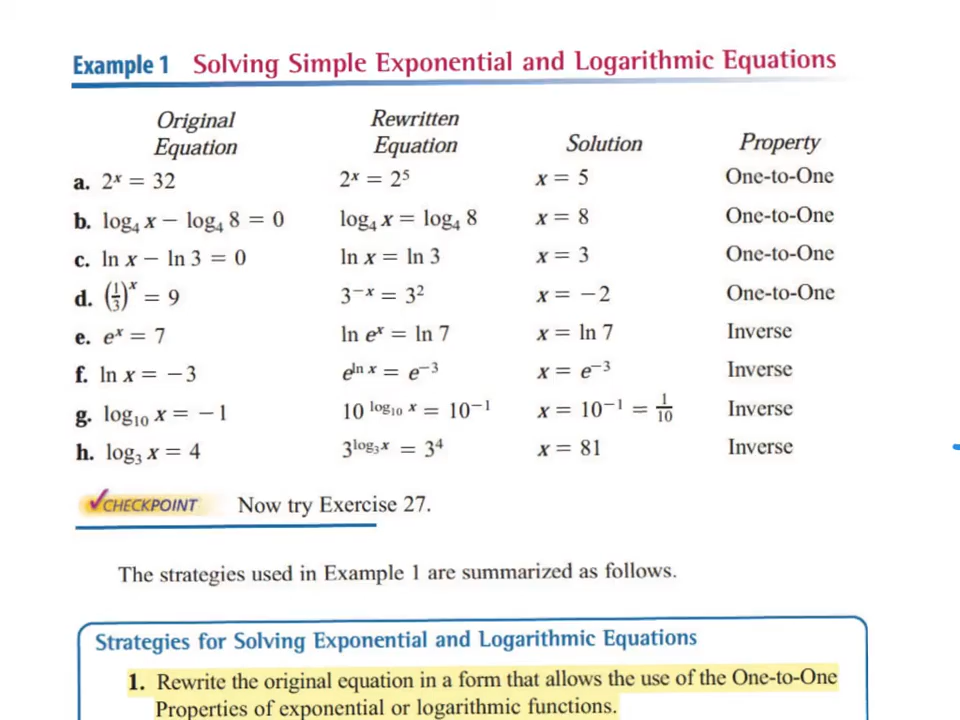 Example 1 Solving Simple Exponential and Logarithmic Equations
Original Equation Rewritten Equation Solution Property
a. 2ˣ = 32 2ˣ = 2⁵ x = 5 One-to-One
b. log₄ x − log₄ 8 = 0 log₄ x = log₄ 8 x = 8 One-to-One
c. ln x − ln 3 = 0 ln x = ln 3 x = 3 One-to-One
d. (1/3)ˣ = 9 3⁻ˣ = 3² x = −2 One-to-One
e. eˣ = 7 ln eˣ = ln 7 x = ln 7 Inverse
f. ln x = −3 e^(ln x) = e⁻³ x = e⁻³ Inverse
g. log₁₀ x = −1 10^(log₁₀ x) = 10⁻¹ x = 10⁻¹ = 1/10 Inverse
h. log₃ x = 4 3^(log₃ x) = 3⁴ x = 81 Inverse
✓CHECKPOINT Now try Exercise 27.
The strategies used in Example 1 are summarized as follows.
Strategies for Solving Exponential and Logarithmic Equations
1. Rewrite the original equation in a form that allows the use of the One-to-One
Properties of exponential or logarithmic functions.